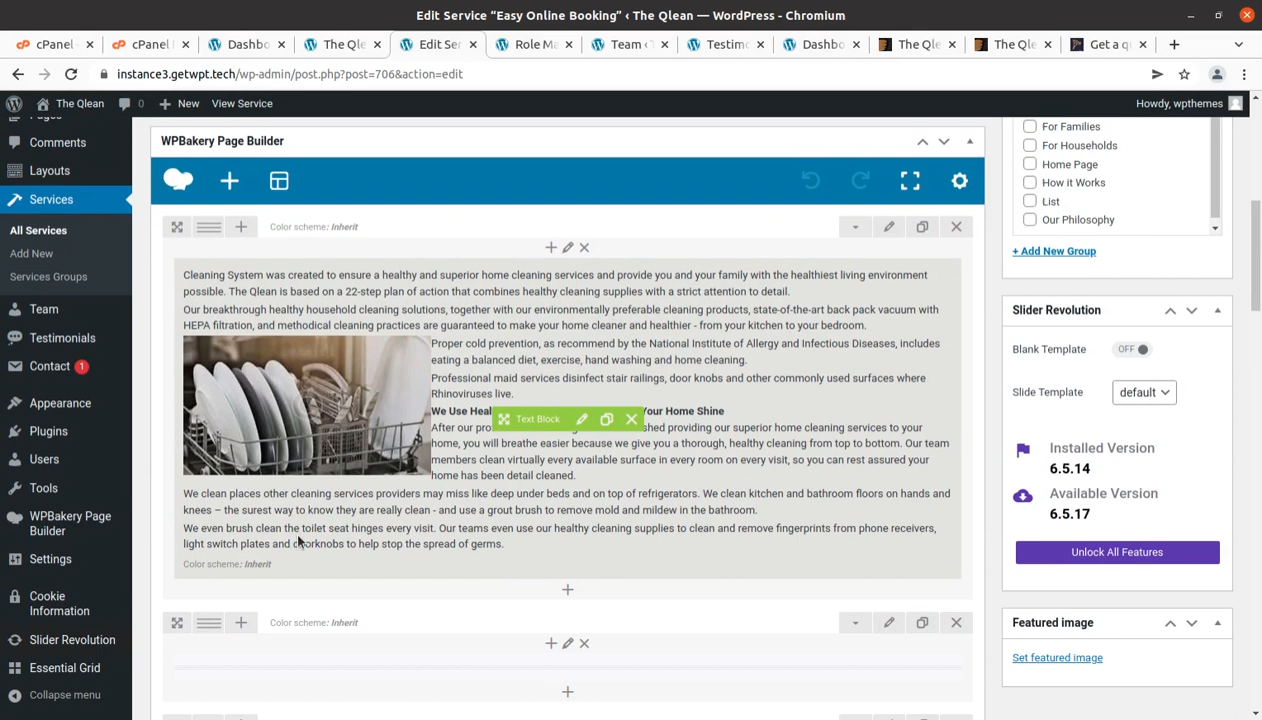 Edit Service “Easy Online Booking” ‹ The Qlean — WordPress - Chromium
cPanel -
cPanel
Dashbo
The Qle
Edit Ser
Role Ma
Team ‹ T
Testimo
Dashbo
The Qle
The Qle
Get a q
instance3.getwpt.tech/wp-admin/post.php?post=706&action=edit
The Qlean
0
New
View Service
Howdy, wpthemes
Pages
Comments
Layouts
Services
All Services
Add New
Services Groups
Team
Testimonials
Contact 1
Appearance
Plugins
Users
Tools
WPBakery Page
Builder
Settings
Cookie
Information
Slider Revolution
Essential Grid
Collapse menu
WPBakery Page Builder
Color scheme: Inherit
Cleaning System was created to ensure a healthy and superior home cleaning services and provide you and your family with the healthiest living environment
possible. The Qlean is based on a 22-step plan of action that combines healthy cleaning supplies with a strict attention to detail.
Our breakthrough healthy household cleaning solutions, together with our environmentally preferable cleaning products, state-of-the-art back pack vacuum with
HEPA filtration, and methodical cleaning practices are guaranteed to make your home cleaner and healthier - from your kitchen to your bedroom.
Proper cold prevention, as recommend by the National Institute of Allergy and Infectious Diseases, includes
eating a balanced diet, exercise, hand washing and home cleaning.
Professional maid services disinfect stair railings, door knobs and other commonly used surfaces where
Rhinoviruses live.
We Use Heal
Your Home Shine
Text Block
After our pro
shed providing our superior home cleaning services to your
home, you will breathe easier because we give you a thorough, healthy cleaning from top to bottom. Our team
members clean virtually every available surface in every room on every visit, so you can rest assured your
home has been detail cleaned.
We clean places other cleaning services providers may miss like deep under beds and on top of refrigerators. We clean kitchen and bathroom floors on hands and
knees – the surest way to know they are really clean - and use a grout brush to remove mold and mildew in the bathroom.
We even brush clean the toilet seat hinges every visit. Our teams even use our healthy cleaning supplies to clean and remove fingerprints from phone receivers,
light switch plates and doorknobs to help stop the spread of germs.
Color scheme: Inherit
Color scheme: Inherit
For Families
For Households
Home Page
How it Works
List
Our Philosophy
+ Add New Group
Slider Revolution
Blank Template
OFF
Slide Template
default
Installed Version
6.5.14
Available Version
6.5.17
Unlock All Features
Featured image
Set featured image